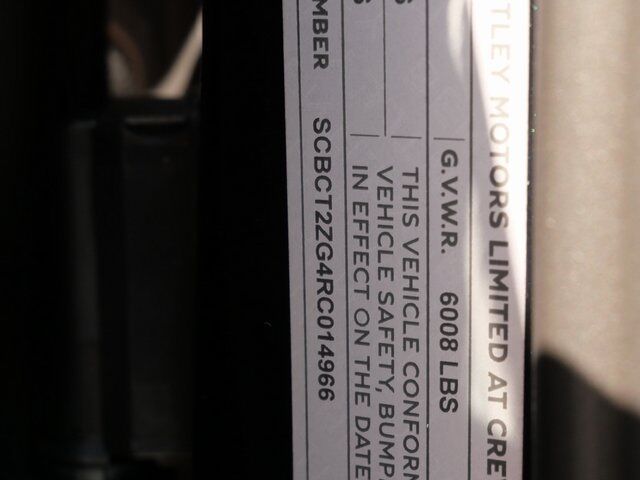 TLEY MOTORS LIMITED AT CRE
G.V.W.R. 6008 LBS
THIS VEHICLE CONFORM
VEHICLE SAFETY, BUMP
IN EFFECT ON THE DATE
MBER SCBCT2ZG4RC014966